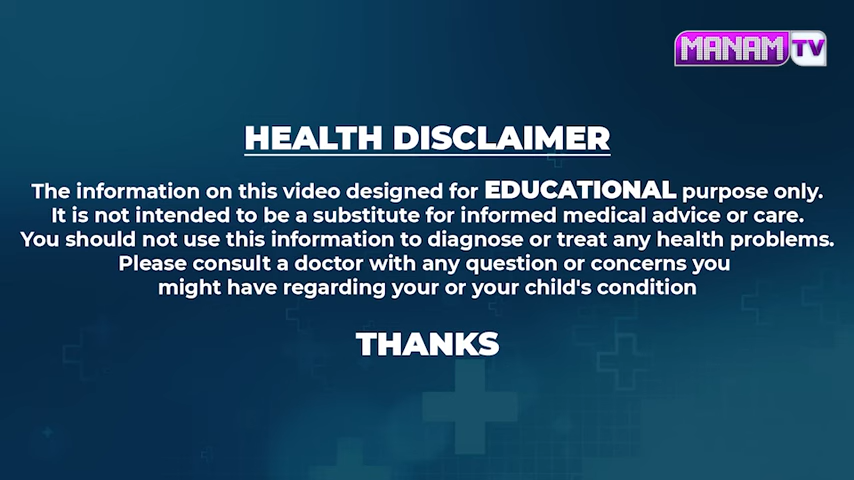 MANAM TV
HEALTH DISCLAIMER
The information on this video designed for EDUCATIONAL purpose only.
It is not intended to be a substitute for informed medical advice or care.
You should not use this information to diagnose or treat any health problems.
Please consult a doctor with any question or concerns you
might have regarding your or your child's condition
THANKS